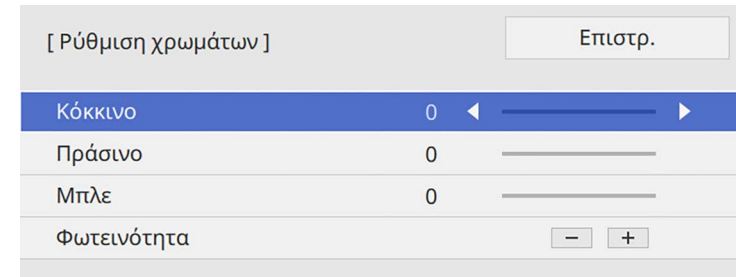 [ Ρύθμιση χρωμάτων ] Επιστρ.
Κόκκινο 0
Πράσινο 0
Μπλε 0
Φωτεινότητα − +